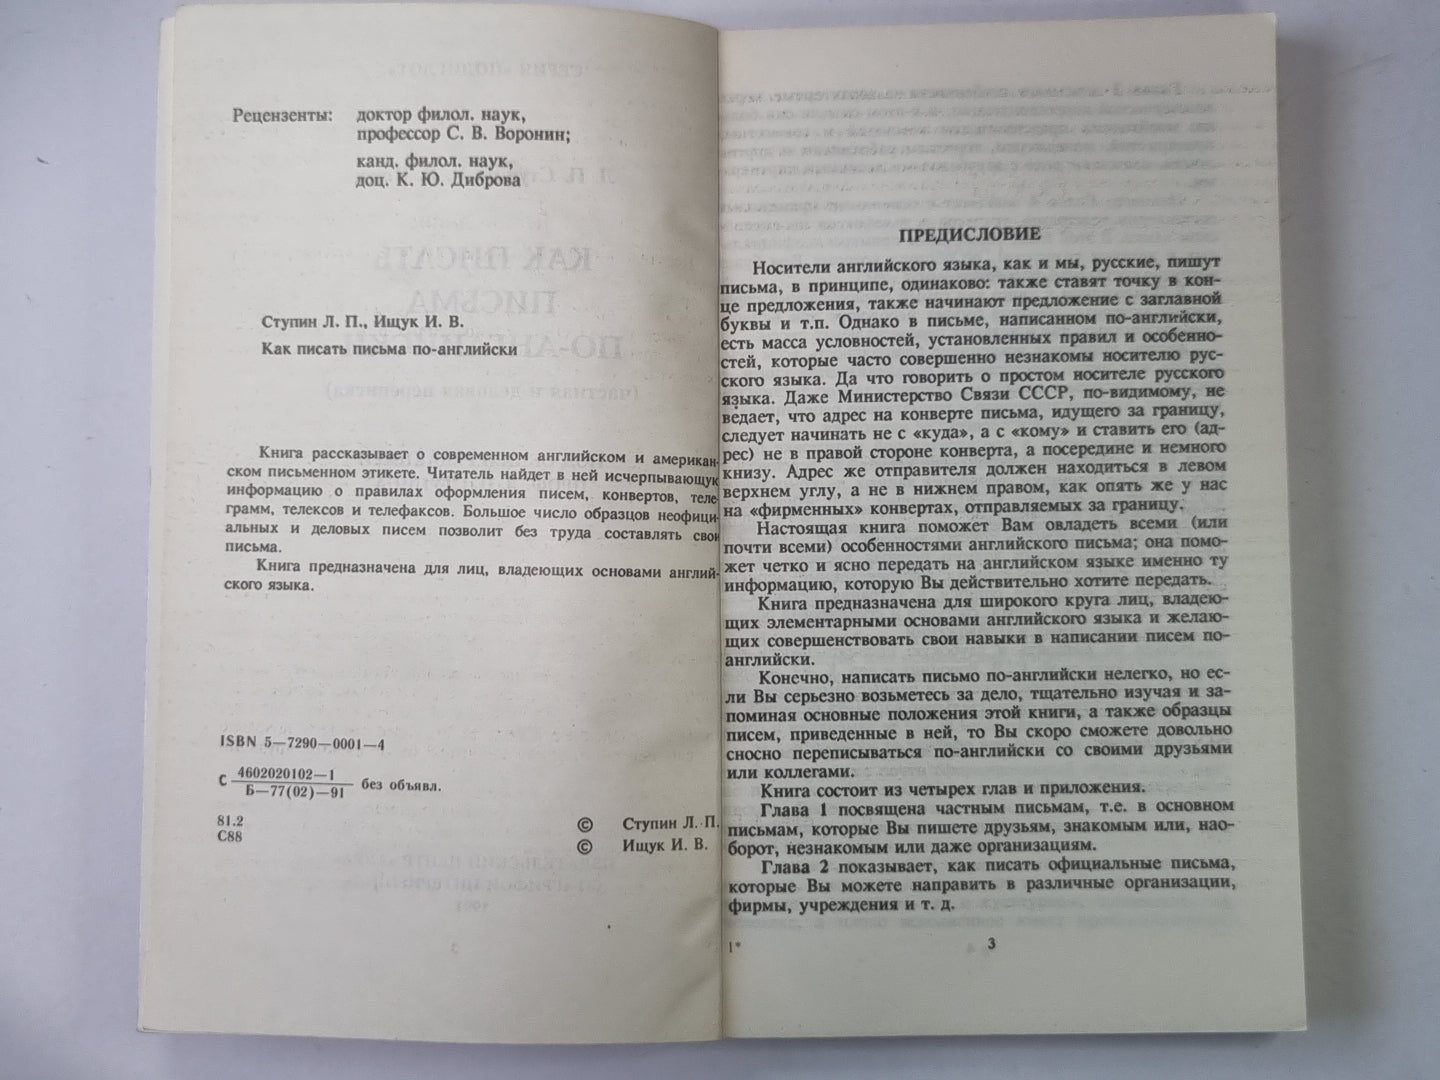 Рецензенты: доктор филол. наук,
профессор С. В. Воронин;
канд. филол. наук,
доц. К. Ю. Диброва
Ступин Л. П., Ищук И. В.
Как писать письма по-английски
Книга рассказывает о современном английском и американ-
ском письменном этикете. Читатель найдет в ней исчерпывающую
информацию о правилах оформления писем, конвертов, теле-
грамм, телексов и телефаксов. Большое число образцов неофици-
альных и деловых писем позволит без труда составлять свои
письма.
Книга предназначена для лиц, владеющих основами англий-
ского языка.
ISBN 5—7290—0001—4
С 4602020102—1
Б—77(02)—91 без объявл.
81.2
С88
© Ступин Л. П.
© Ищук И. В.
ПРЕДИСЛОВИЕ
Носители английского языка, как и мы, русские, пишут
письма, в принципе, одинаково: также ставят точку в кон-
це предложения, также начинают предложение с заглавной
буквы и т.п. Однако в письме, написанном по-английски,
есть масса условностей, установленных правил и особенно-
стей, которые часто совершенно незнакомы носителю рус-
ского языка. Да что говорить о простом носителе русского
языка. Даже Министерство Связи СССР, по-видимому, не
ведает, что адрес на конверте письма, идущего за границу,
следует начинать не с «куда», а с «кому» и ставить его (ад-
рес) не в правой стороне конверта, а посередине и немного
книзу. Адрес же отправителя должен находиться в левом
верхнем углу, а не в нижнем правом, как опять же у нас
на «фирменных» конвертах, отправляемых за границу.
Настоящая книга поможет Вам овладеть всеми (или
почти всеми) особенностями английского письма; она помо-
жет четко и ясно передать на английском языке именно ту
информацию, которую Вы действительно хотите передать.
Книга предназначена для широкого круга лиц, владею-
щих элементарными основами английского языка и желаю-
щих совершенствовать свои навыки в написании писем по-
английски.
Конечно, написать письмо по-английски нелегко, но ес-
ли Вы серьезно возьметесь за дело, тщательно изучая и за-
поминая основные положения этой книги, а также образцы
писем, приведенные в ней, то Вы скоро сможете довольно
сносно переписываться по-английски со своими друзьями
или коллегами.
Книга состоит из четырех глав и приложения.
Глава 1 посвящена частным письмам, т.е. в основном
письмам, которые Вы пишете друзьям, знакомым или, нао-
борот, незнакомым или даже организациям.
Глава 2 показывает, как писать официальные письма,
которые Вы можете направить в различные организации,
фирмы, учреждения и т. д.
1* 3